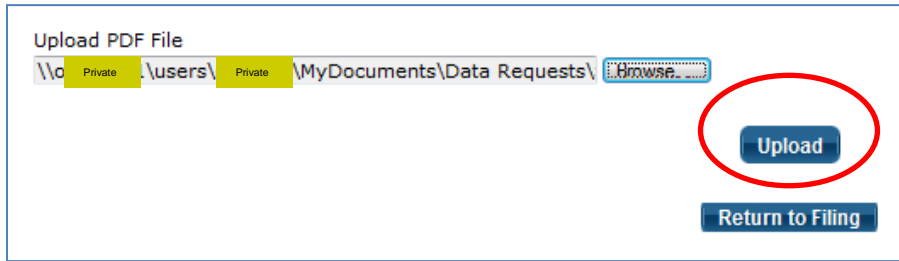 Upload PDF File
\\o Private .\users\ Private \MyDocuments\Data Requests\ Browse...
Upload
Return to Filing